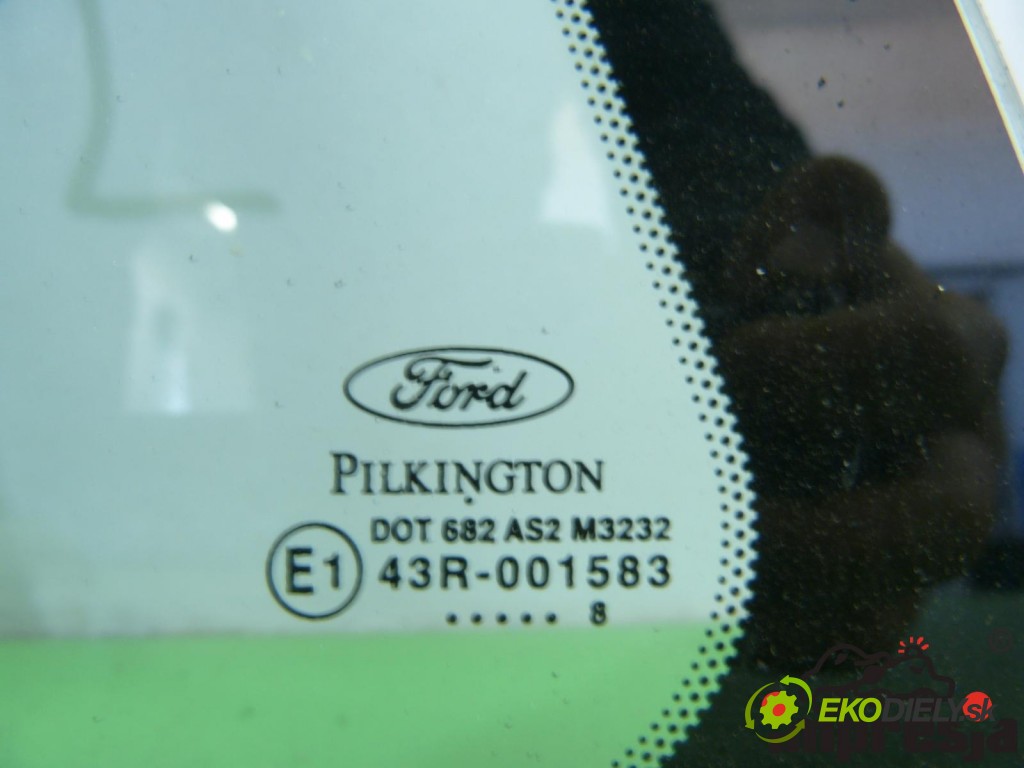 Ford
PILKINGTON
DOT 682 AS2 M3232
E1 43R-001583
..... 8
EKODIELY.sk